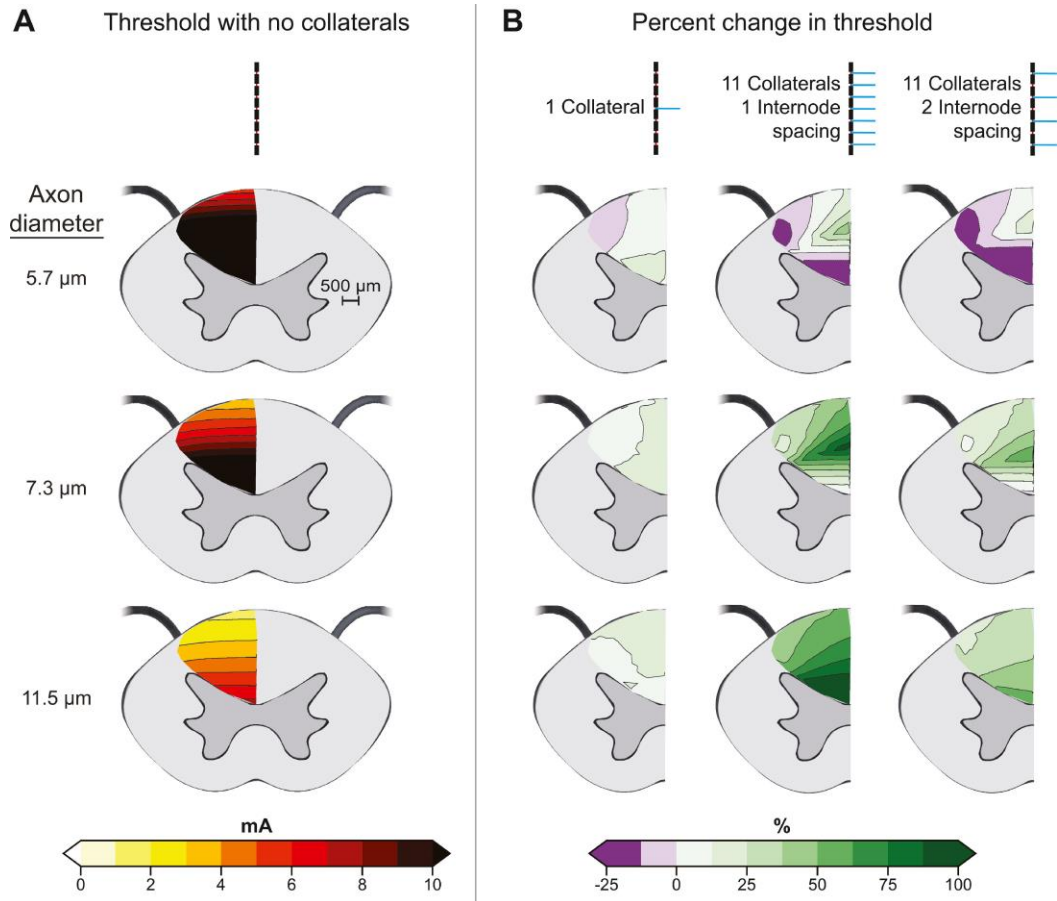 A Threshold with no collaterals
B Percent change in threshold
1 Collateral
11 Collaterals
1 Internode
spacing
11 Collaterals
2 Internode
spacing
Axon
diameter
5.7 µm
500 µm
7.3 µm
11.5 µm
mA
0 2 4 6 8 10
%
-25 0 25 50 75 100